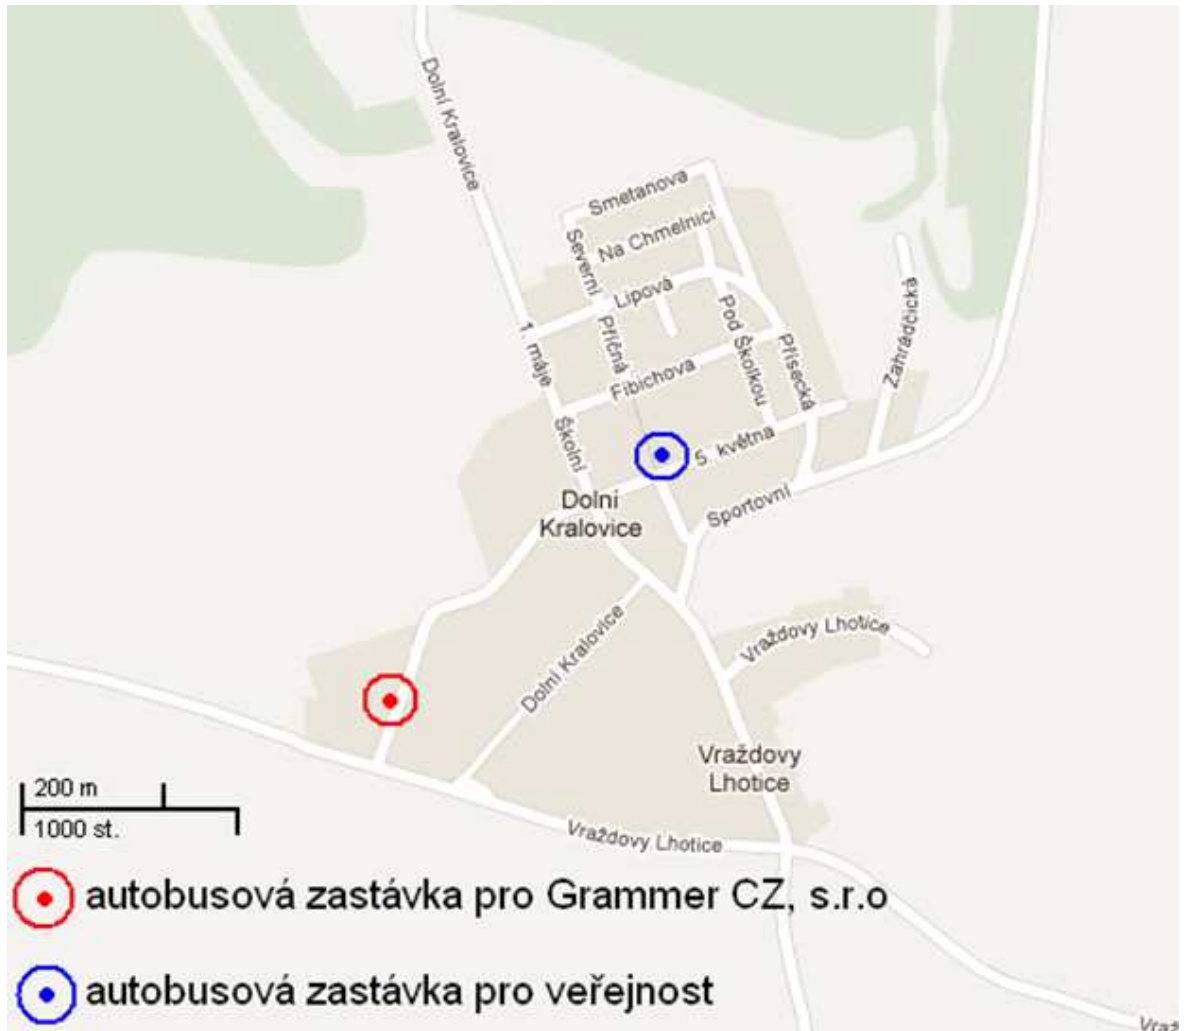 Dolní Kralovice
Smetanova
Na Chmelnici
Severní
Lipová
Zahrádčická
Pod Školkou
Příčná
1. máje
Příseckà
Fibichova
Školní
5. května
Sportovní
Dolní
Kralovice
Dolní Kralovice
Vraždovy Lhotice
Vraždovy
Lhotice
200 m
1000 st.
Vraždovy Lhotice
autobusová zastávka pro Grammer CZ, s.r.o
autobusová zastávka pro veřejnost